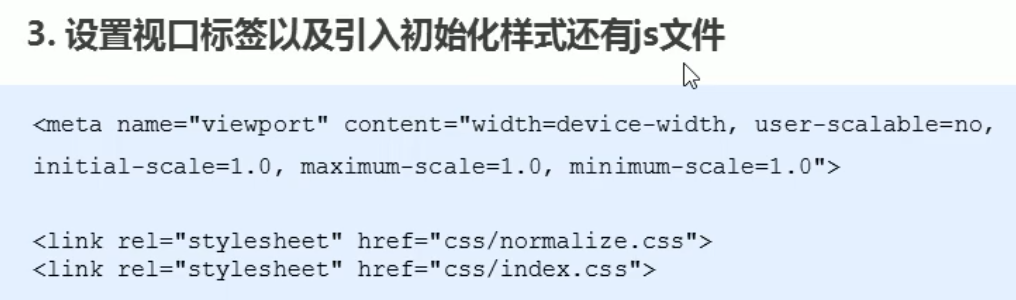 3. 设置视口标签以及引入初始化样式还有js文件
<meta name="viewport" content="width=device-width, user-scalable=no,
initial-scale=1.0, maximum-scale=1.0, minimum-scale=1.0">
<link rel="stylesheet" href="css/normalize.css">
<link rel="stylesheet" href="css/index.css">